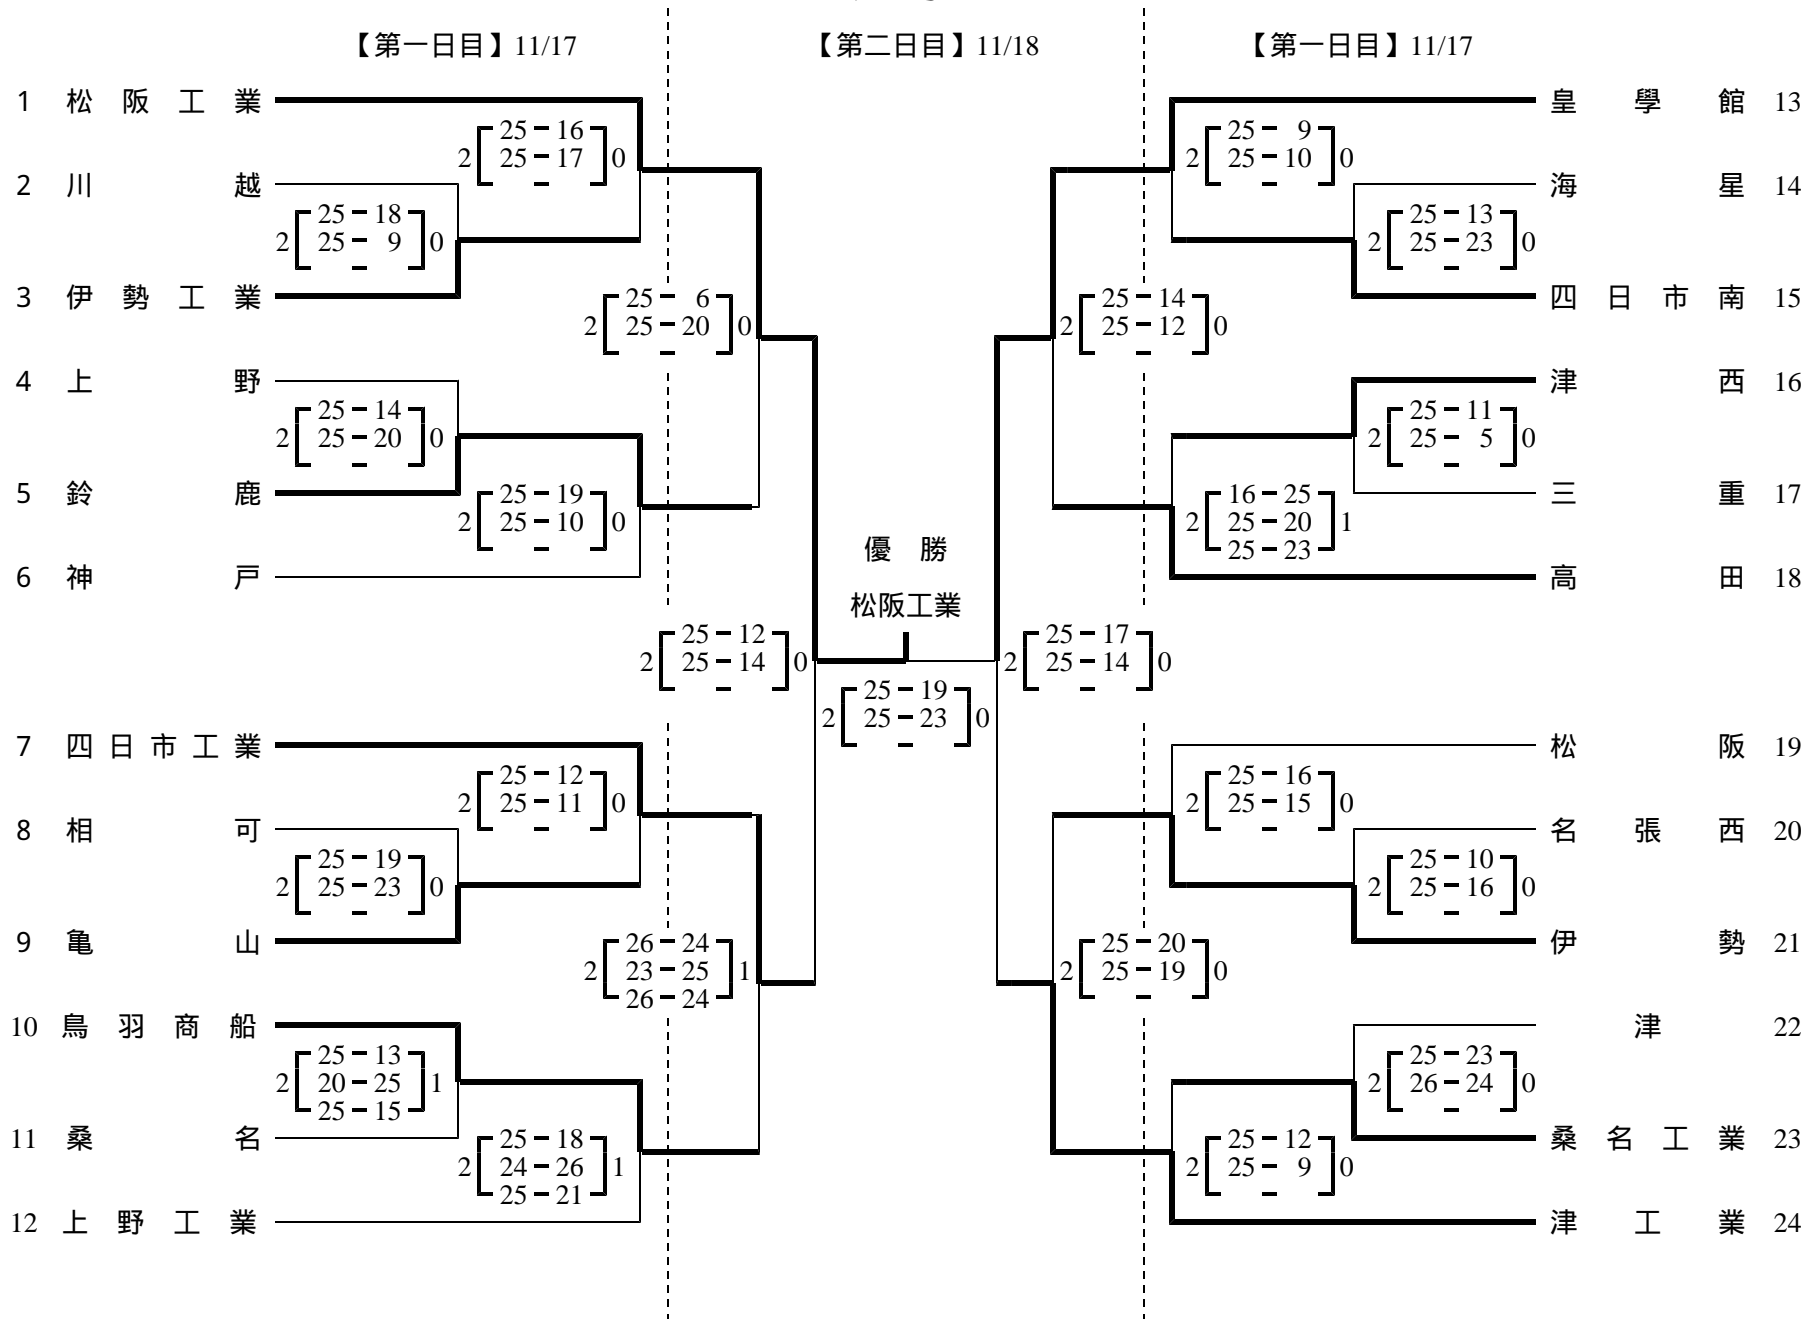 【第一日目】11/17 【第二日目】11/18 【第一日目】11/17
1 松阪工業 皇學館 13
25-16 25-9
2 25-17 0 2 25-10 0
-  -
2 川越 海星 14
25-18 25-13
2 25-9 0 2 25-23 0
-  -
3 伊勢工業 四日市南 15
25-6 25-14
2 25-20 0 2 25-12 0
-  -
4 上野 津西 16
25-14 25-11
2 25-20 0 2 25-5 0
-  -
5 鈴鹿 三重 17
25-19 16-25
2 25-10 0 2 25-20 1
- 25-23
優勝
6 神戸 高田 18
松阪工業
25-12 25-17
2 25-14 0 2 25-14 0
-  -
25-19
2 25-23 0
-
7 四日市工業 松阪 19
25-12 25-16
2 25-11 0 2 25-15 0
-  -
8 相可 名張西 20
25-19 25-10
2 25-23 0 2 25-16 0
-  -
9 亀山 伊勢 21
26-24 25-20
2 23-25 1 2 25-19 0
26-24 -
10 鳥羽商船 津 22
25-13 25-23
2 20-25 1 2 26-24 0
25-15 -
11 桑名 桑名工業 23
25-18 25-12
2 24-26 1 2 25-9 0
25-21 -
12 上野工業 津工業 24